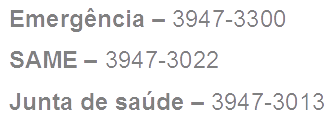 Emergência – 3947-3300
SAME – 3947-3022
Junta de saúde – 3947-3013